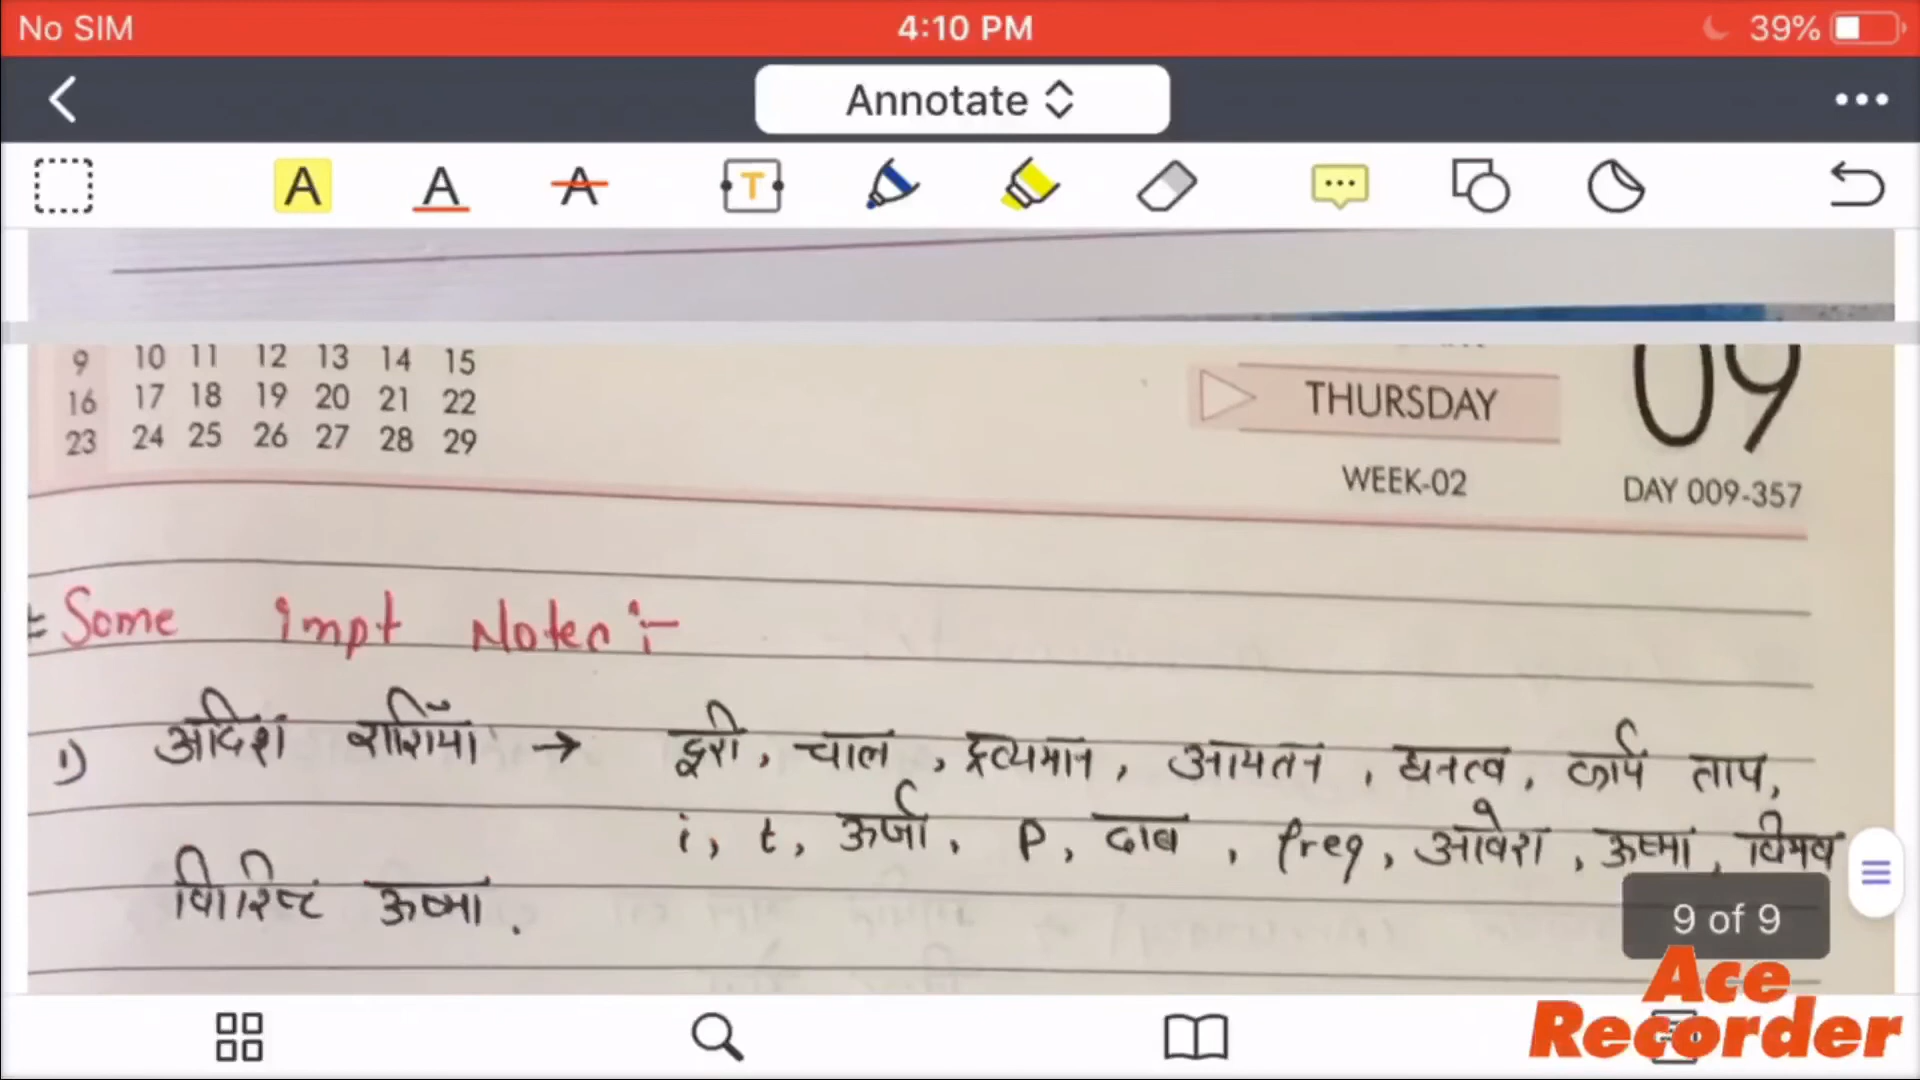 No SIM 4:10 PM 39%
Annotate
A A A T
9 10 11 12 13 14 15
16 17 18 19 20 21 22
23 24 25 26 27 28 29
09
THURSDAY
WEEK-02 DAY 009-357
= Some Impt Notes :-
1) अदिश राशियाँ → दूरी, चाल, द्रव्यमान, आयतन, घनत्व, कार्य ताप,
i, t, ऊर्जा, P, दाब, freq, आवेश, ऊष्मा, विभव
विशिष्ट ऊष्मा.
9 of 9
Ace
Recorder